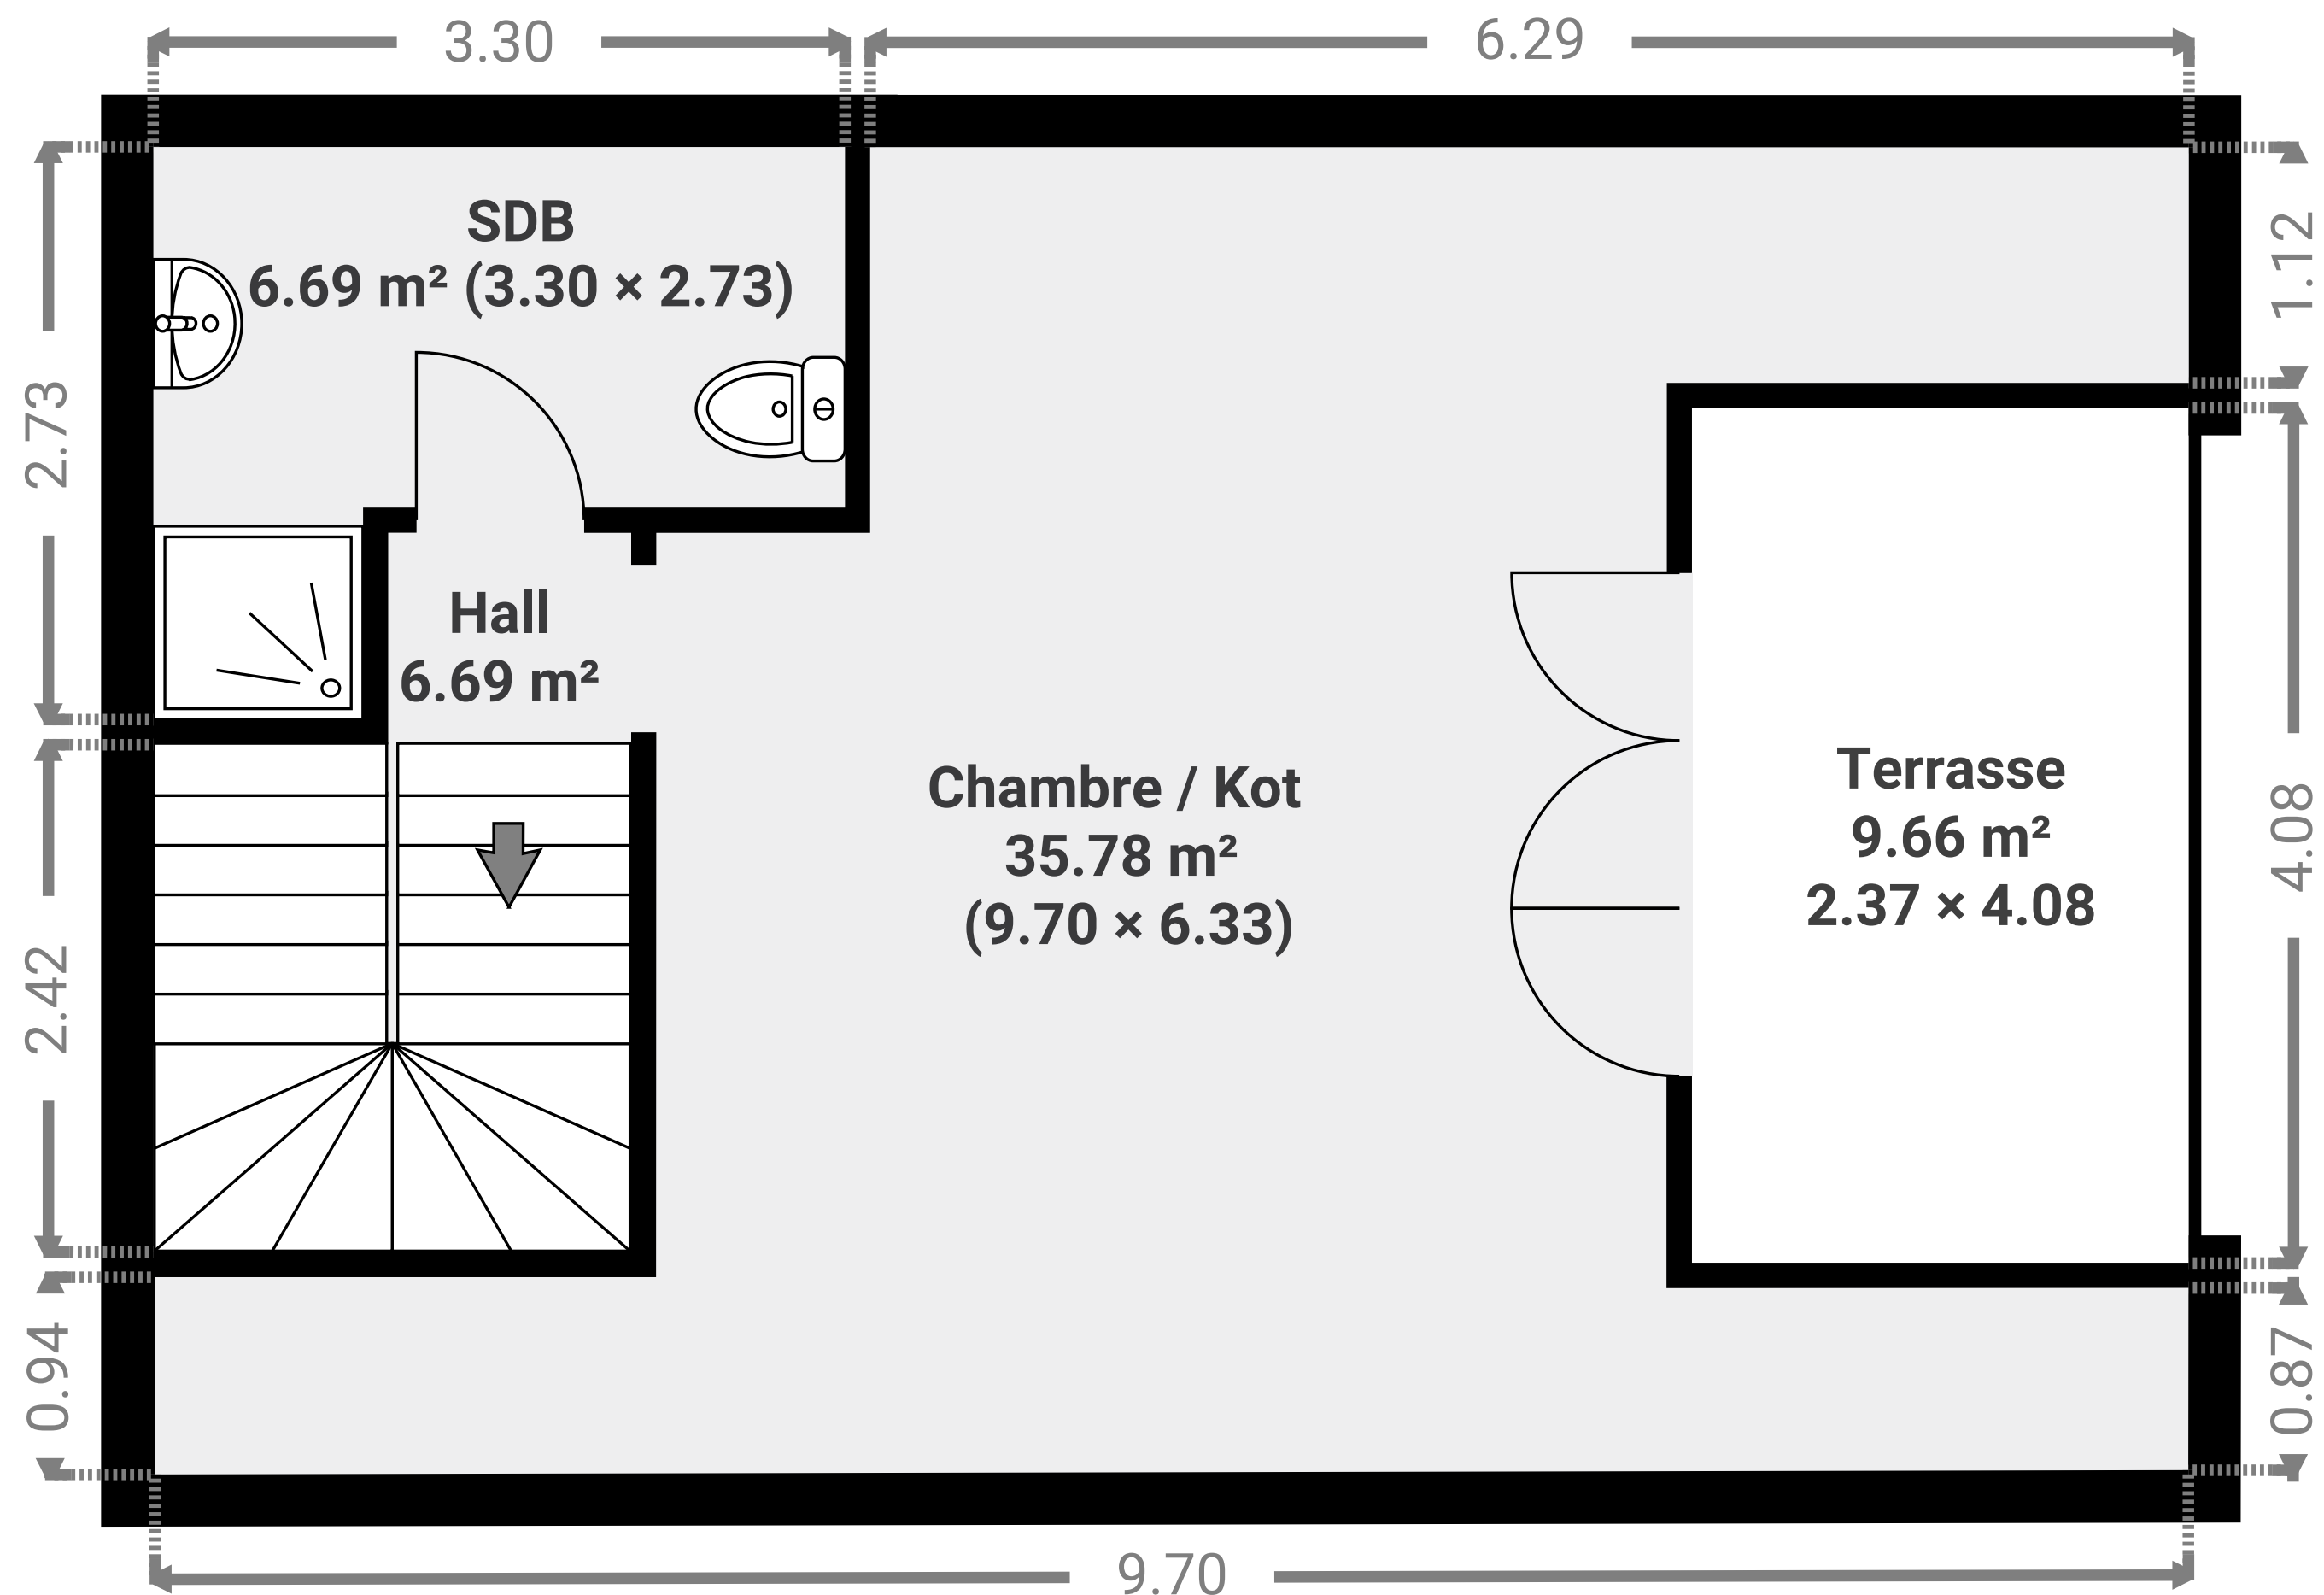 3.30
6.29
SDB
6.69 m² (3.30 × 2.73)
1.12
2.73
Hall
6.69 m²
Chambre / Kot
35.78 m²
(9.70 × 6.33)
Terrasse
9.66 m²
2.37 × 4.08
4.08
2.42
0.94
0.87
9.70